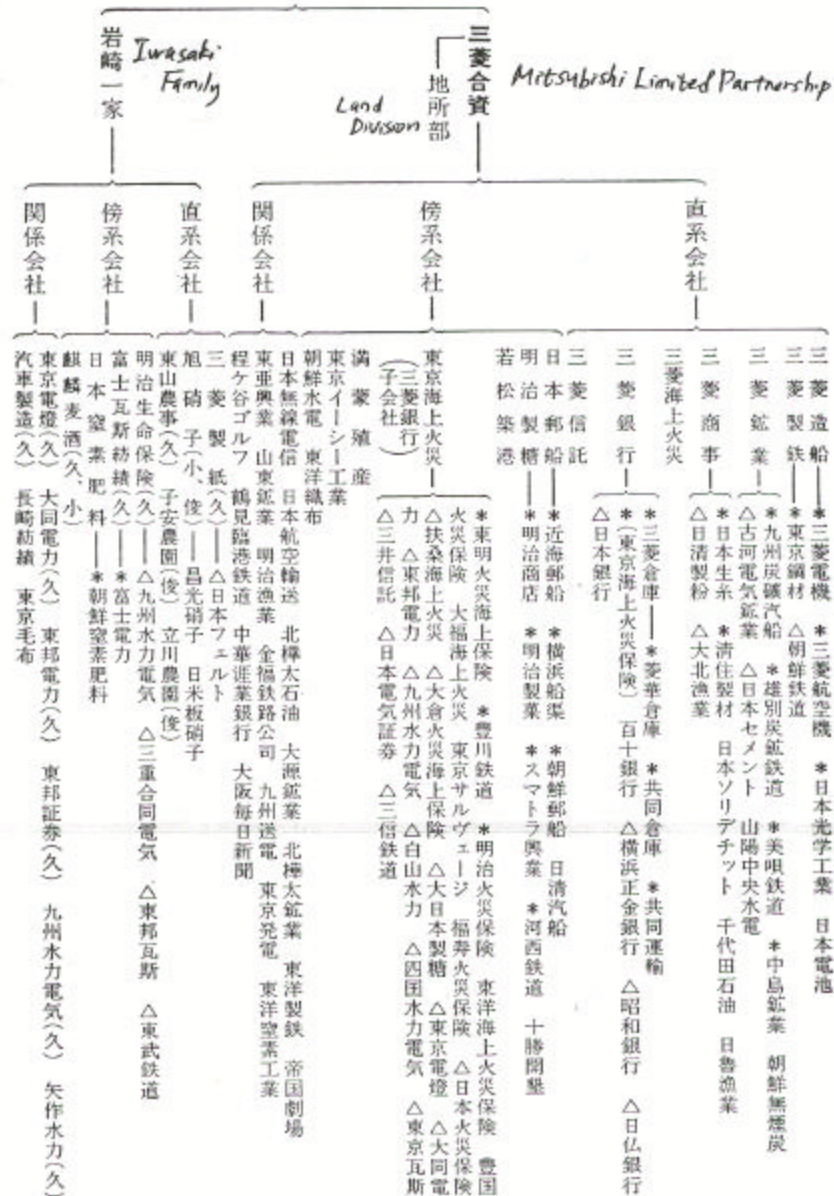 三菱合資
Mitsubishi Limited Partnership
地所部
Land Division
岩崎一家
Iwasaki Family
直系会社
傍系会社
関係会社
直系会社
傍系会社
関係会社
三菱造船 *三菱電機 *三菱航空機 *日本光学工業 日本電池
三菱製鉄 *東京鋼材 △朝鮮鉄道
三菱鉱業 *九州炭礦汽船 *雄別炭鉱鉄道 *美唄鉄道 *中島鉱業 朝鮮無煙炭
△古河電気鉱業 △日本セメント 山陽中央水電
三菱商事 *日本生糸 *清住製材 日本ソリデチット 千代田石油 日魯漁業
△日清製粉 △大北漁業
三菱海上火災
三菱銀行 *三菱倉庫 *菱華倉庫 *共同倉庫 *共同運輸
*(東京海上火災保険) 百十銀行 △横浜正金銀行 △昭和銀行 △日仏銀行
△日本銀行
三菱信託
日本郵船 *近海郵船 *横浜船渠 *朝鮮郵船 日清汽船
明治製糖 *明治商店 *明治製菓 *スマトラ興業 *河西鉄道 十勝開墾
若松築港
東京海上火災
(三菱銀行子会社)
*東明火災海上保険 *豊川鉄道 *明治火災保険 東洋海上火災保険 豊国
火災保険 大福海上火災 東京サルヴェージ 福寿火災保険 △日本火災保険
△扶桑海上火災 △大倉火災海上保険 △大日本製糖 △東京電燈 △大同電
力 △東邦電力 △九州水力電気 △白山水力 △四国水力電気 △東京瓦斯
△三井信託 △日本電気証券 △三信鉄道
満蒙殖産
東京イーシー工業
朝鮮水電 東洋織布
日本無線電信 日本航空輸送 北樺太石油 大源鉱業 北樺太鉱業 東洋製鉄 帝国劇場
東亜興業 山東鉱業 明治漁業 金福鉄路公司 九州送電 東京発電 東洋窒素工業
程ケ谷ゴルフ 鶴見臨港鉄道 中華滙業銀行 大阪毎日新聞
三菱製紙(久) △日本フェルト
旭硝子(小、俊) 昌光硝子 日米板硝子
東山農事(久) 子安農園(俊) 立川農園(俊)
明治生命保険(久) △九州水力電気 △三重合同電気 △東邦瓦斯 △東武鉄道
富士瓦斯紡績(久) *富士電力
日本窒素肥料 *朝鮮窒素肥料
麒麟麦酒(久、小)
東京電燈(久) 大同電力(久) 東邦電力(久) 東邦証券(久) 九州水力電気(久) 矢作水力(久)
汽車製造(久) 長崎紡績 東京毛布